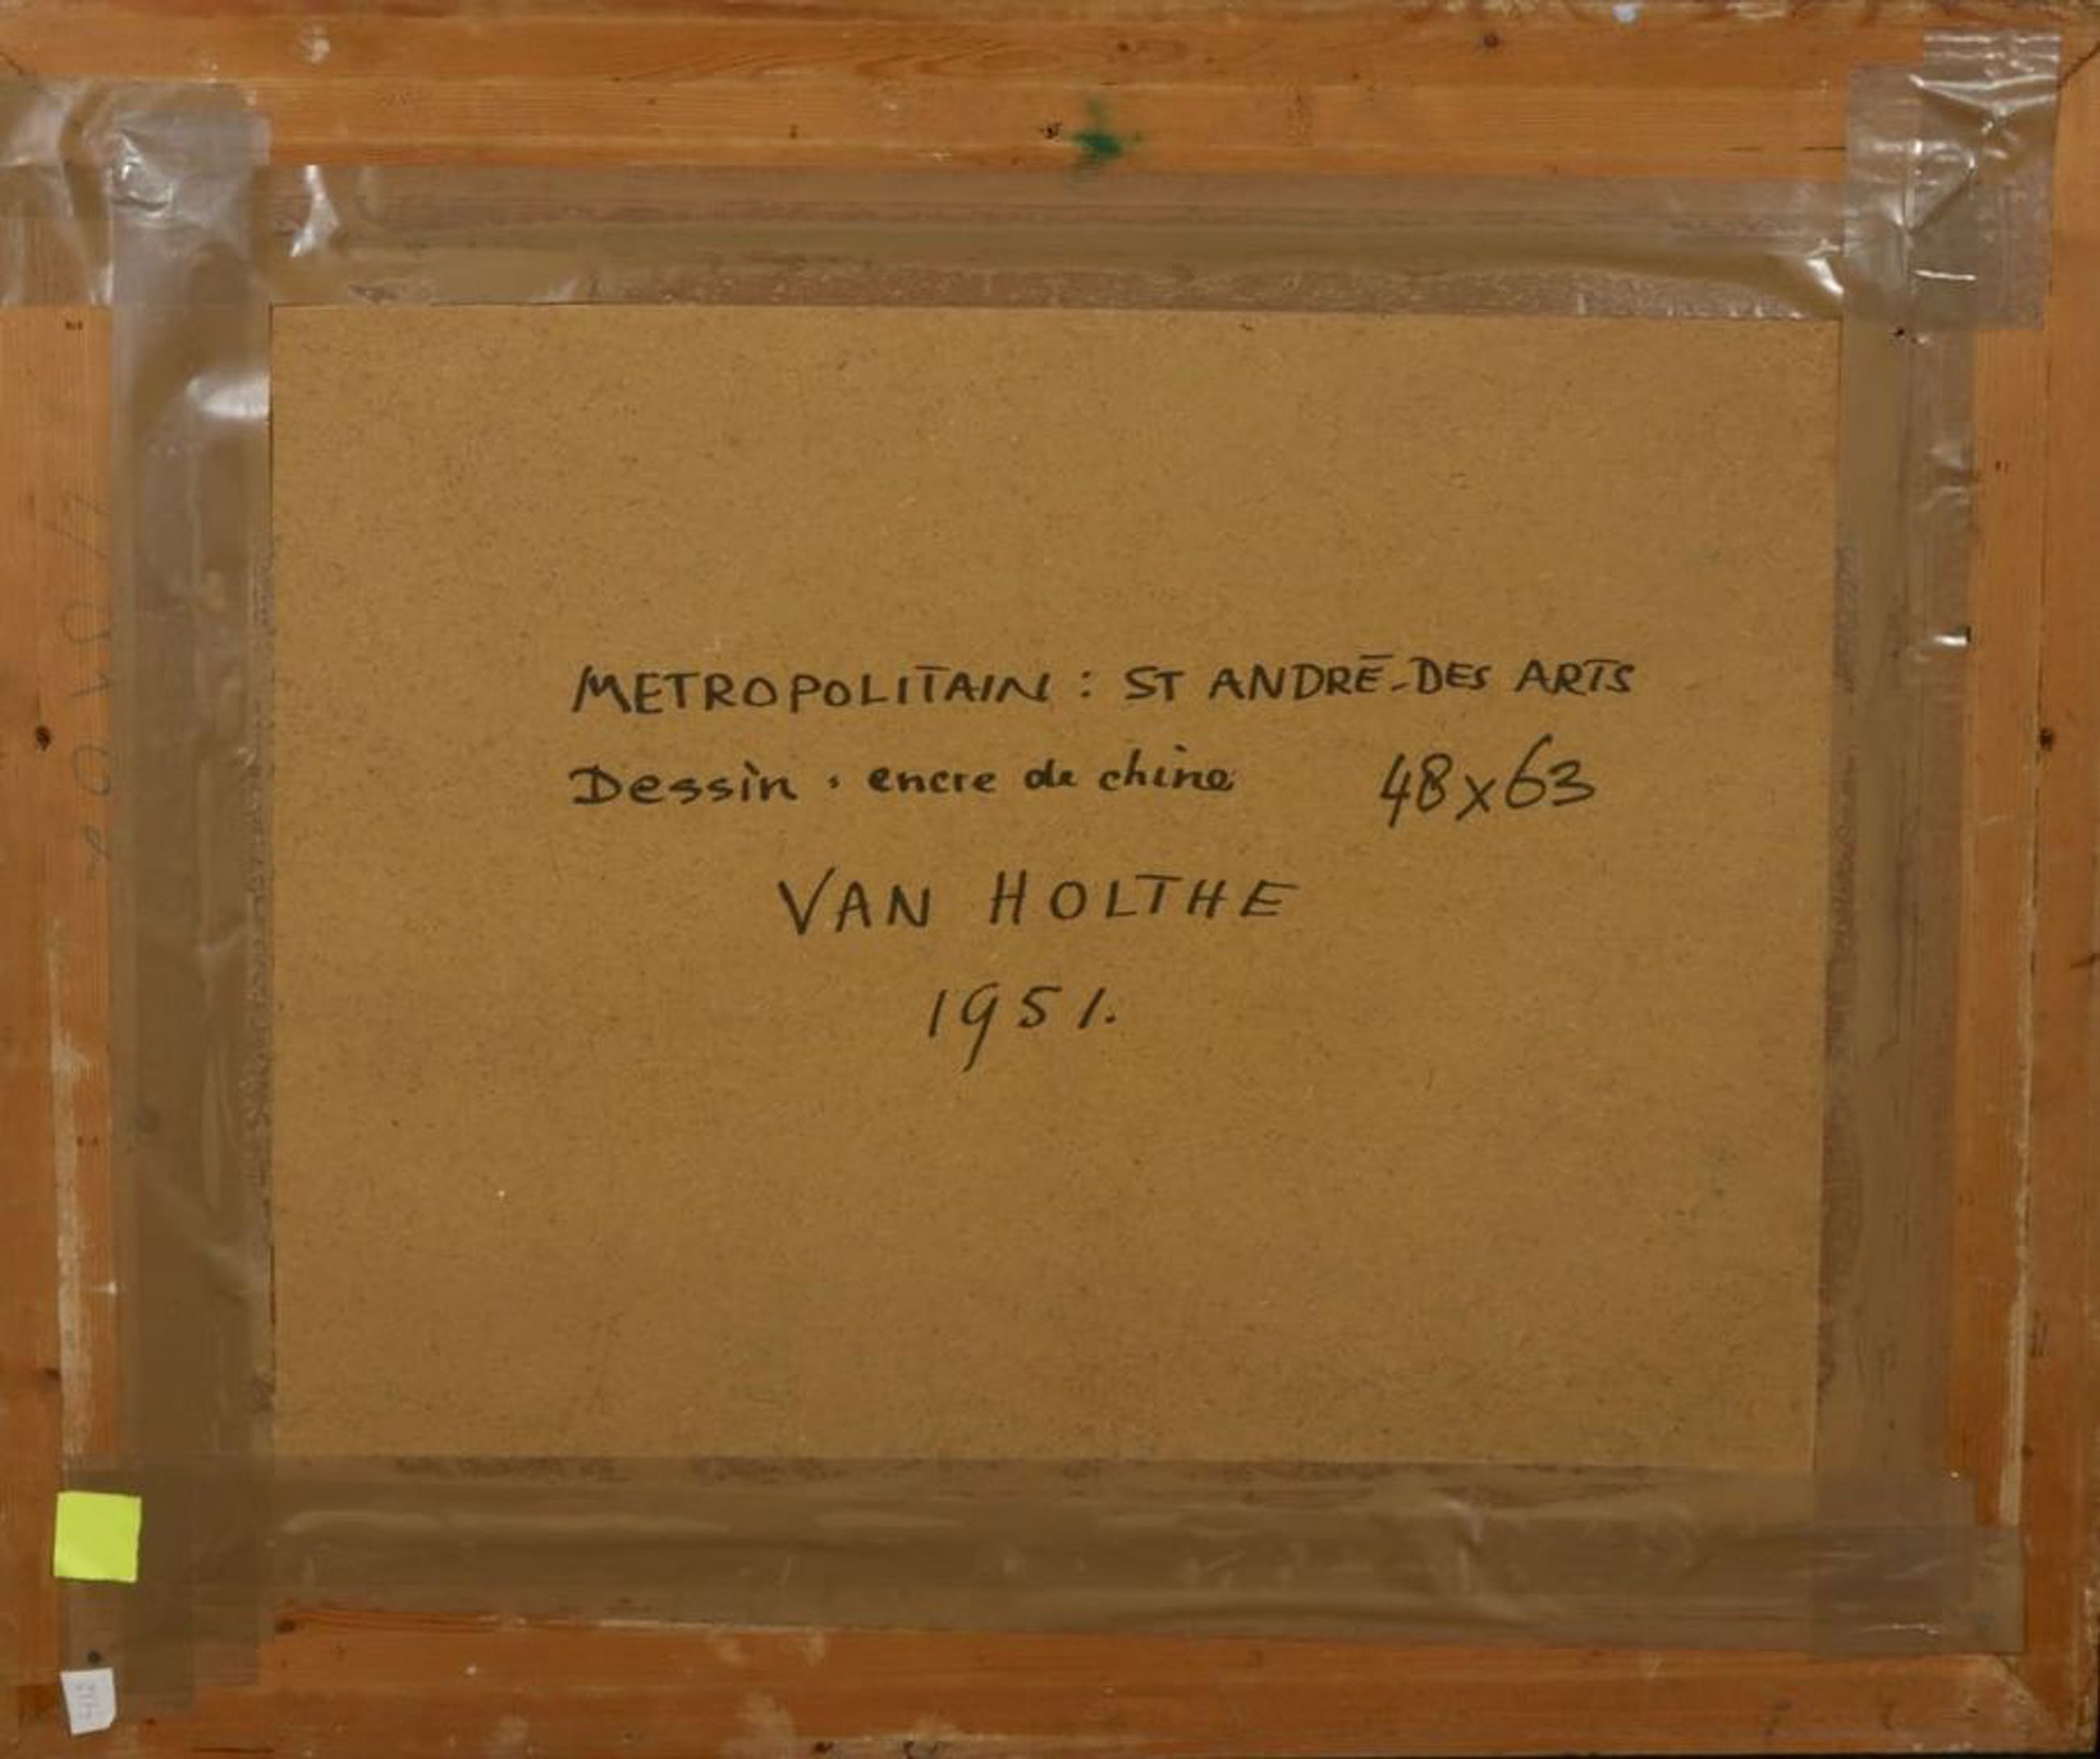 METROPOLITAIN : ST ANDRÉ-DES ARTS
Dessin : encre de chine 48x63
VAN HOLTHE
1951.